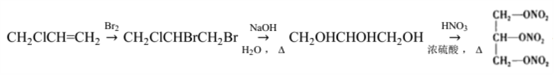 CH₂ClCH=CH₂ →(Br₂) CH₂ClCHBrCH₂Br →(NaOH / H₂O, Δ) CH₂OHCHOHCH₂OH →(HNO₃ / 浓硫酸, Δ)
CH₂—ONO₂
CH—ONO₂
CH₂—ONO₂